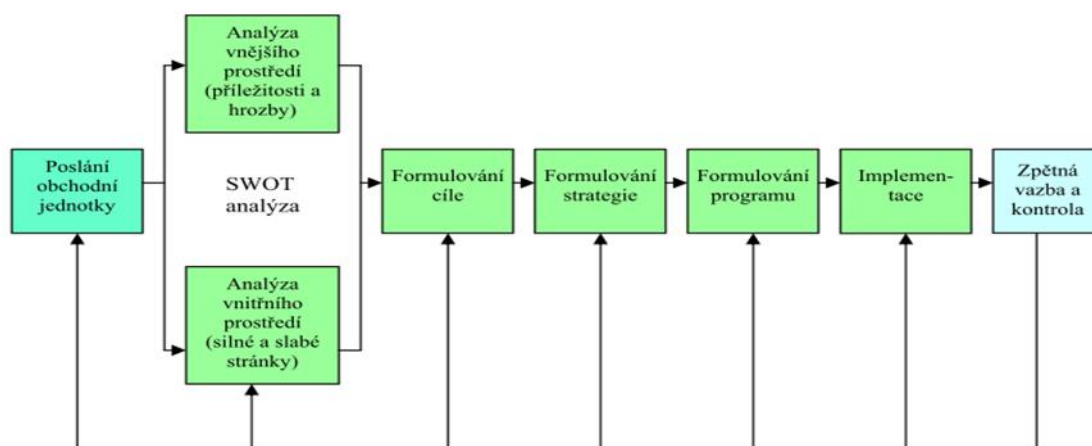 Analýza
vnějšího
prostředí
(příležitosti a
hrozby)
Poslání
obchodní
jednotky
SWOT
analýza
Formulování
cíle
Formulování
strategie
Formulování
programu
Implemen-
tace
Zpětná
vazba a
kontrola
Analýza
vnitřního
prostředí
(silné a slabé
stránky)